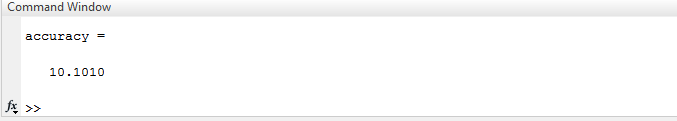 Command Window
accuracy =
10.1010
fx >>